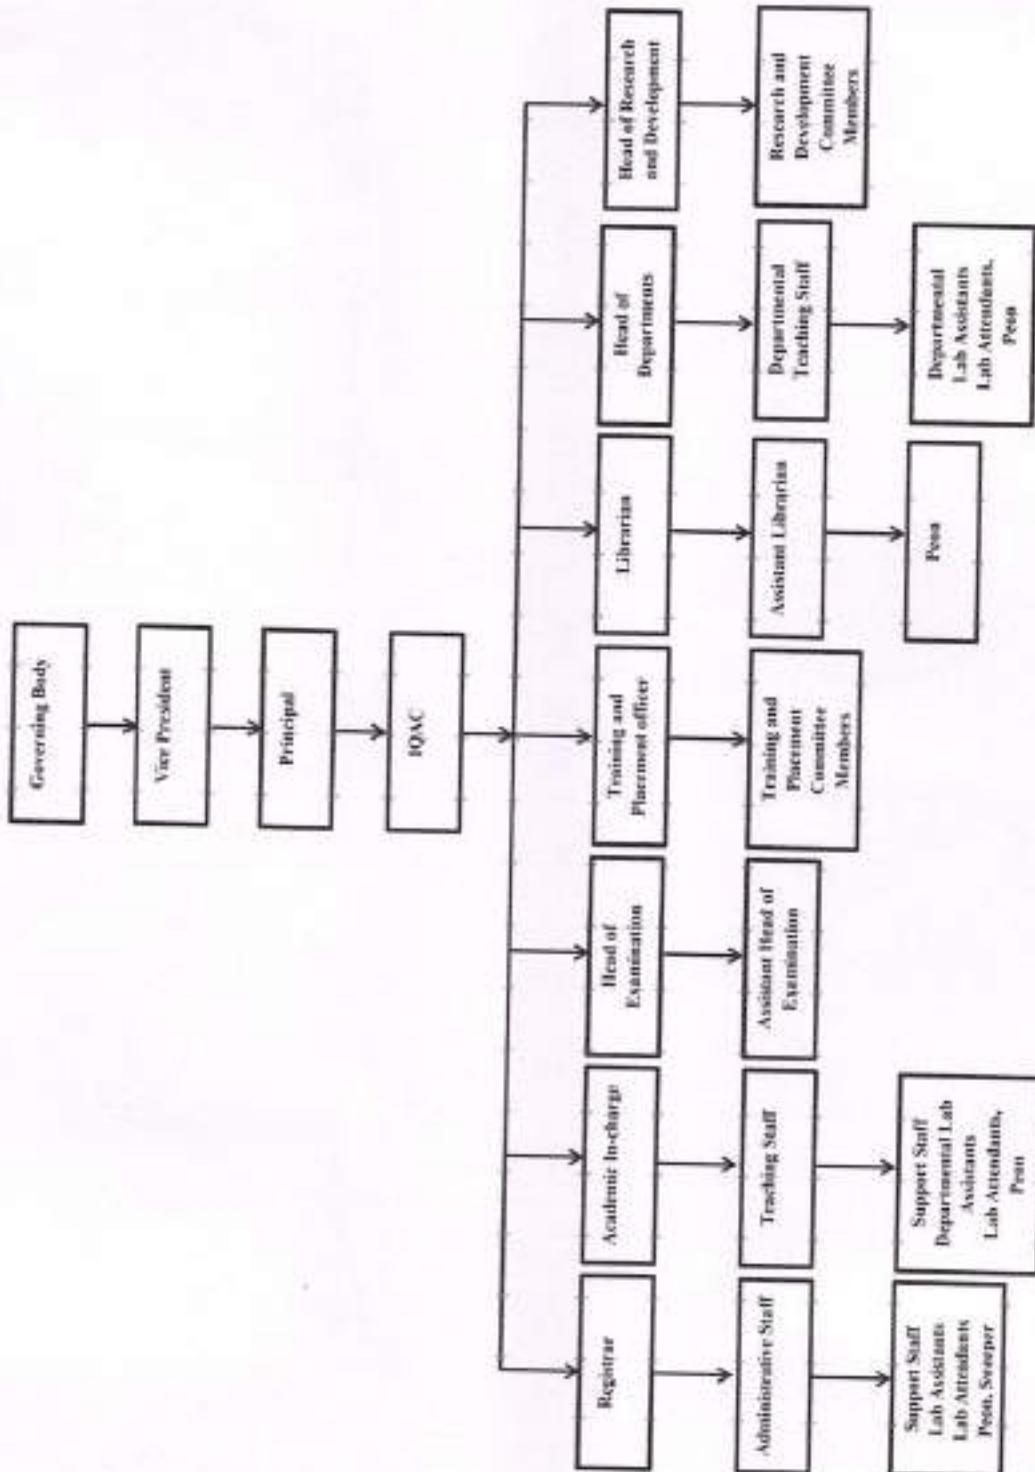 Governing Body
Vice President
Principal
IQAC
Registrar
Academic In-charge
Head of
Examination
Training and
Placement officer
Librarian
Head of
Departments
Head of Research
and Development
Administrative Staff
Teaching Staff
Assistant Head of
Examination
Training and
Placement
Committee
Members
Assistant Librarian
Departmental
Teaching Staff
Research and
Development
Committee
Members
Support Staff
Lab Assistants
Lab Attendants
Peon, Sweeper
Support Staff
Departmental Lab
Assistants
Lab Attendants,
Peon
Peon
Departmental
Lab Assistants
Lab Attendants,
Peon